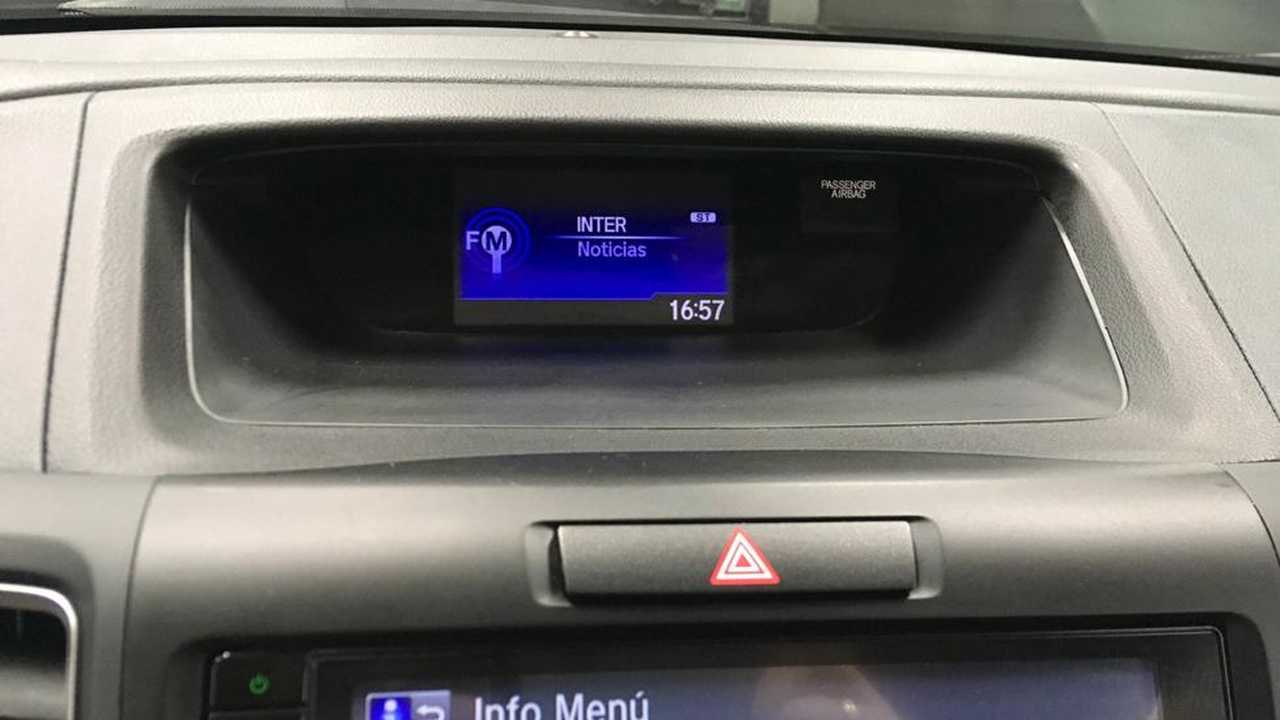 PASSENGER
AIRBAG
FM
INTER
ST
Noticias
16:57
Info Menú